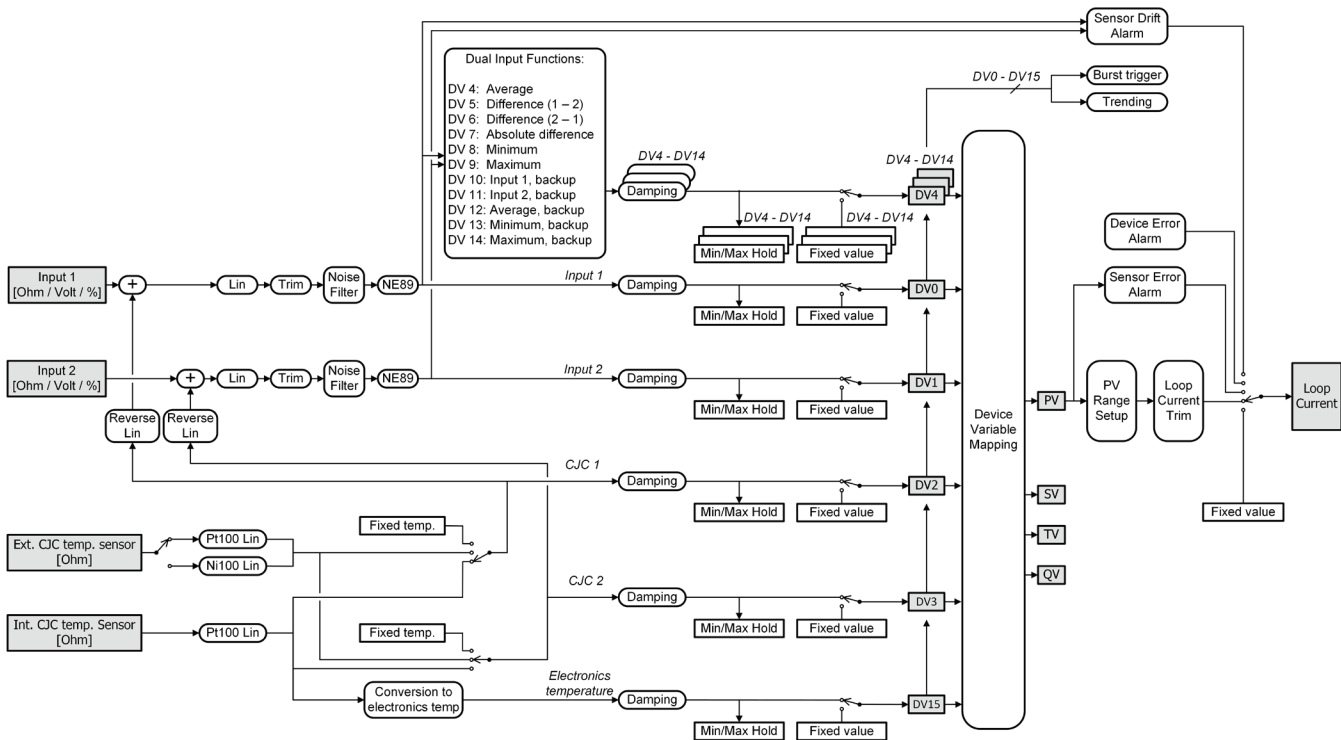 Sensor Drift
Alarm
Dual Input Functions:
DV 4: Average
DV 5: Difference (1 – 2)
DV 6: Difference (2 – 1)
DV 7: Absolute difference
DV 8: Minimum
DV 9: Maximum
DV 10: Input 1, backup
DV 11: Input 2, backup
DV 12: Average, backup
DV 13: Minimum, backup
DV 14: Maximum, backup
DV0 - DV15
Burst trigger
Trending
DV4 - DV14
Damping
DV4 - DV14
DV4
DV4 - DV14
DV4 - DV14
Min/Max Hold
Fixed value
Device Error
Alarm
Sensor Error
Alarm
Input 1
[Ohm / Volt / %]
+
Lin
Trim
Noise
Filter
NE89
Input 1
Damping
DV0
Min/Max Hold
Fixed value
Input 2
[Ohm / Volt / %]
+
Lin
Trim
Noise
Filter
NE89
Input 2
Damping
DV1
Min/Max Hold
Fixed value
Reverse
Lin
Reverse
Lin
Device
Variable
Mapping
PV
PV
Range
Setup
Loop
Current
Trim
Loop
Current
CJC 1
Damping
DV2
Min/Max Hold
Fixed value
SV
TV
QV
Fixed value
Ext. CJC temp. sensor
[Ohm]
Pt100 Lin
Ni100 Lin
Fixed temp.
CJC 2
Damping
DV3
Min/Max Hold
Fixed value
Int. CJC temp. Sensor
[Ohm]
Pt100 Lin
Fixed temp.
Conversion to
electronics temp
Electronics
temperature
Damping
DV15
Min/Max Hold
Fixed value